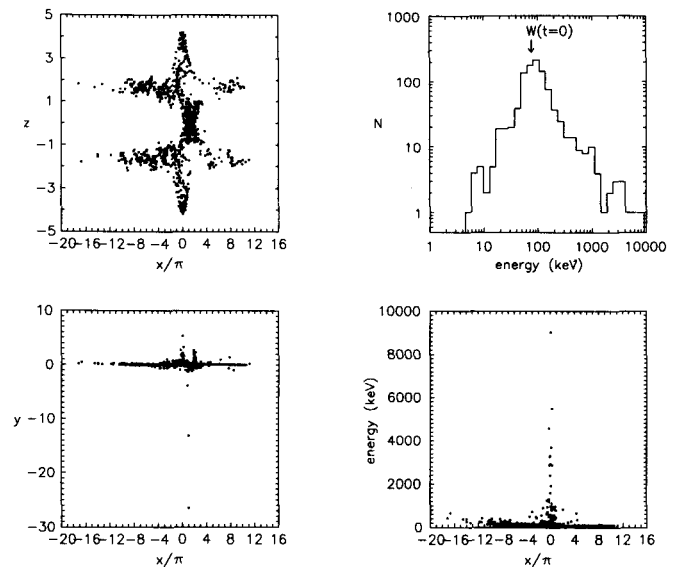 5
3
1
z
-1
-3
-5
-20-16-12-8 -4 0 4 8 12 16
x/π
1000
W(t=0)
100
N
10
1
1 10 100 1000 10000
energy (keV)
10
0
y -10
-20
-30
-20-16-12-8 -4 0 4 8 12 16
x/π
10000
8000
6000
energy (keV)
4000
2000
0
-20-16-12-8 -4 0 4 8 12 16
x/π